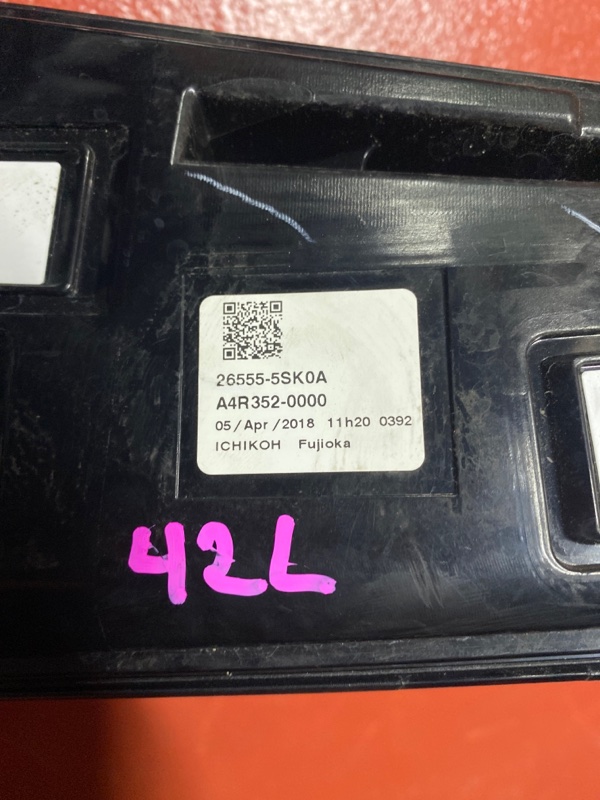 26555-5SK0A
A4R352-0000
05/Apr/2018 11h20 0392
ICHIKOH Fujioka
42L